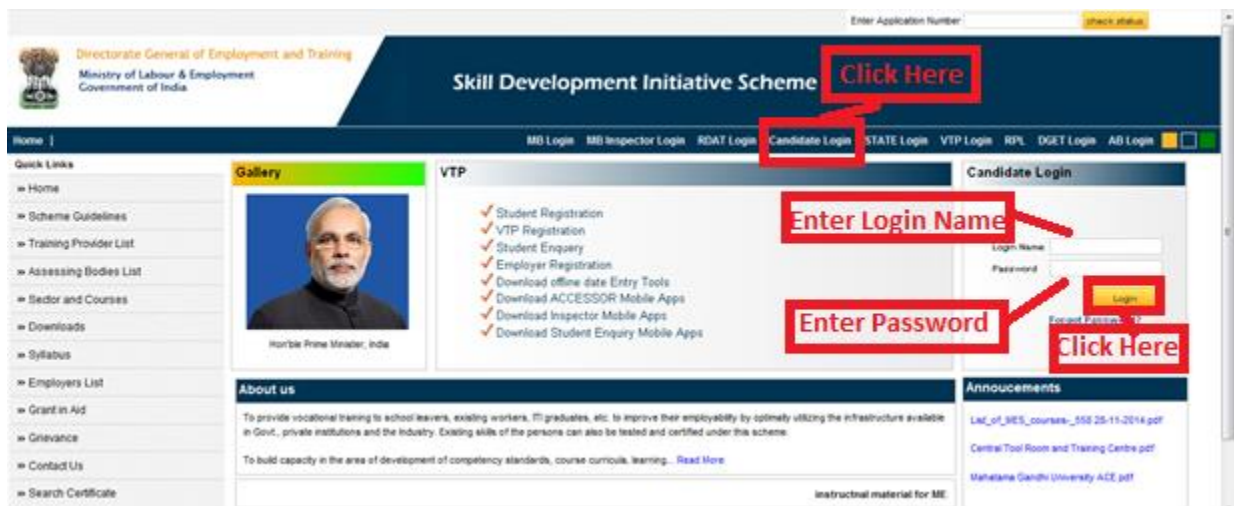 Enter Application Number check status
Directorate General of Employment and Training
Ministry of Labour & Employment
Government of India
Skill Development Initiative Scheme
Click Here
Home | MB Login MB Inspector Login RDAT Login Candidate Login STATE Login VTP Login RPL DGET Login AB Login
Quick Links
» Home
» Scheme Guidelines
» Training Provider List
» Assessing Bodies List
» Sector and Courses
» Downloads
» Syllabus
» Employers List
» Grant in Aid
» Grievance
» Contact Us
» Search Certificate
Gallery
Hon'ble Prime Minister, India
VTP
Student Registration
VTP Registration
Student Enquery
Employer Registration
Download offline date Entry Tools
Download ACCESSOR Mobile Apps
Download Inspector Mobile Apps
Download Student Enquiry Mobile Apps
Candidate Login
Enter Login Name
Login Name
Password
Enter Password
Login
Forgot Password?
Click Here
About us
To provide vocational training to school leavers, existing workers, ITI graduates, etc. to improve their employability by optimally utilizing the infrastructure available
in Govt., private institutions and the Industry. Existing skills of the persons can also be tested and certified under this scheme.
To build capacity in the area of development of competency standards, course curricula, learning... Read More
instructnal material for ME
Annoucements
List_of_MES_courses-_558 25-11-2014.pdf
Central Tool Room and Training Centre.pdf
Mahatama Gandhi University ACE.pdf